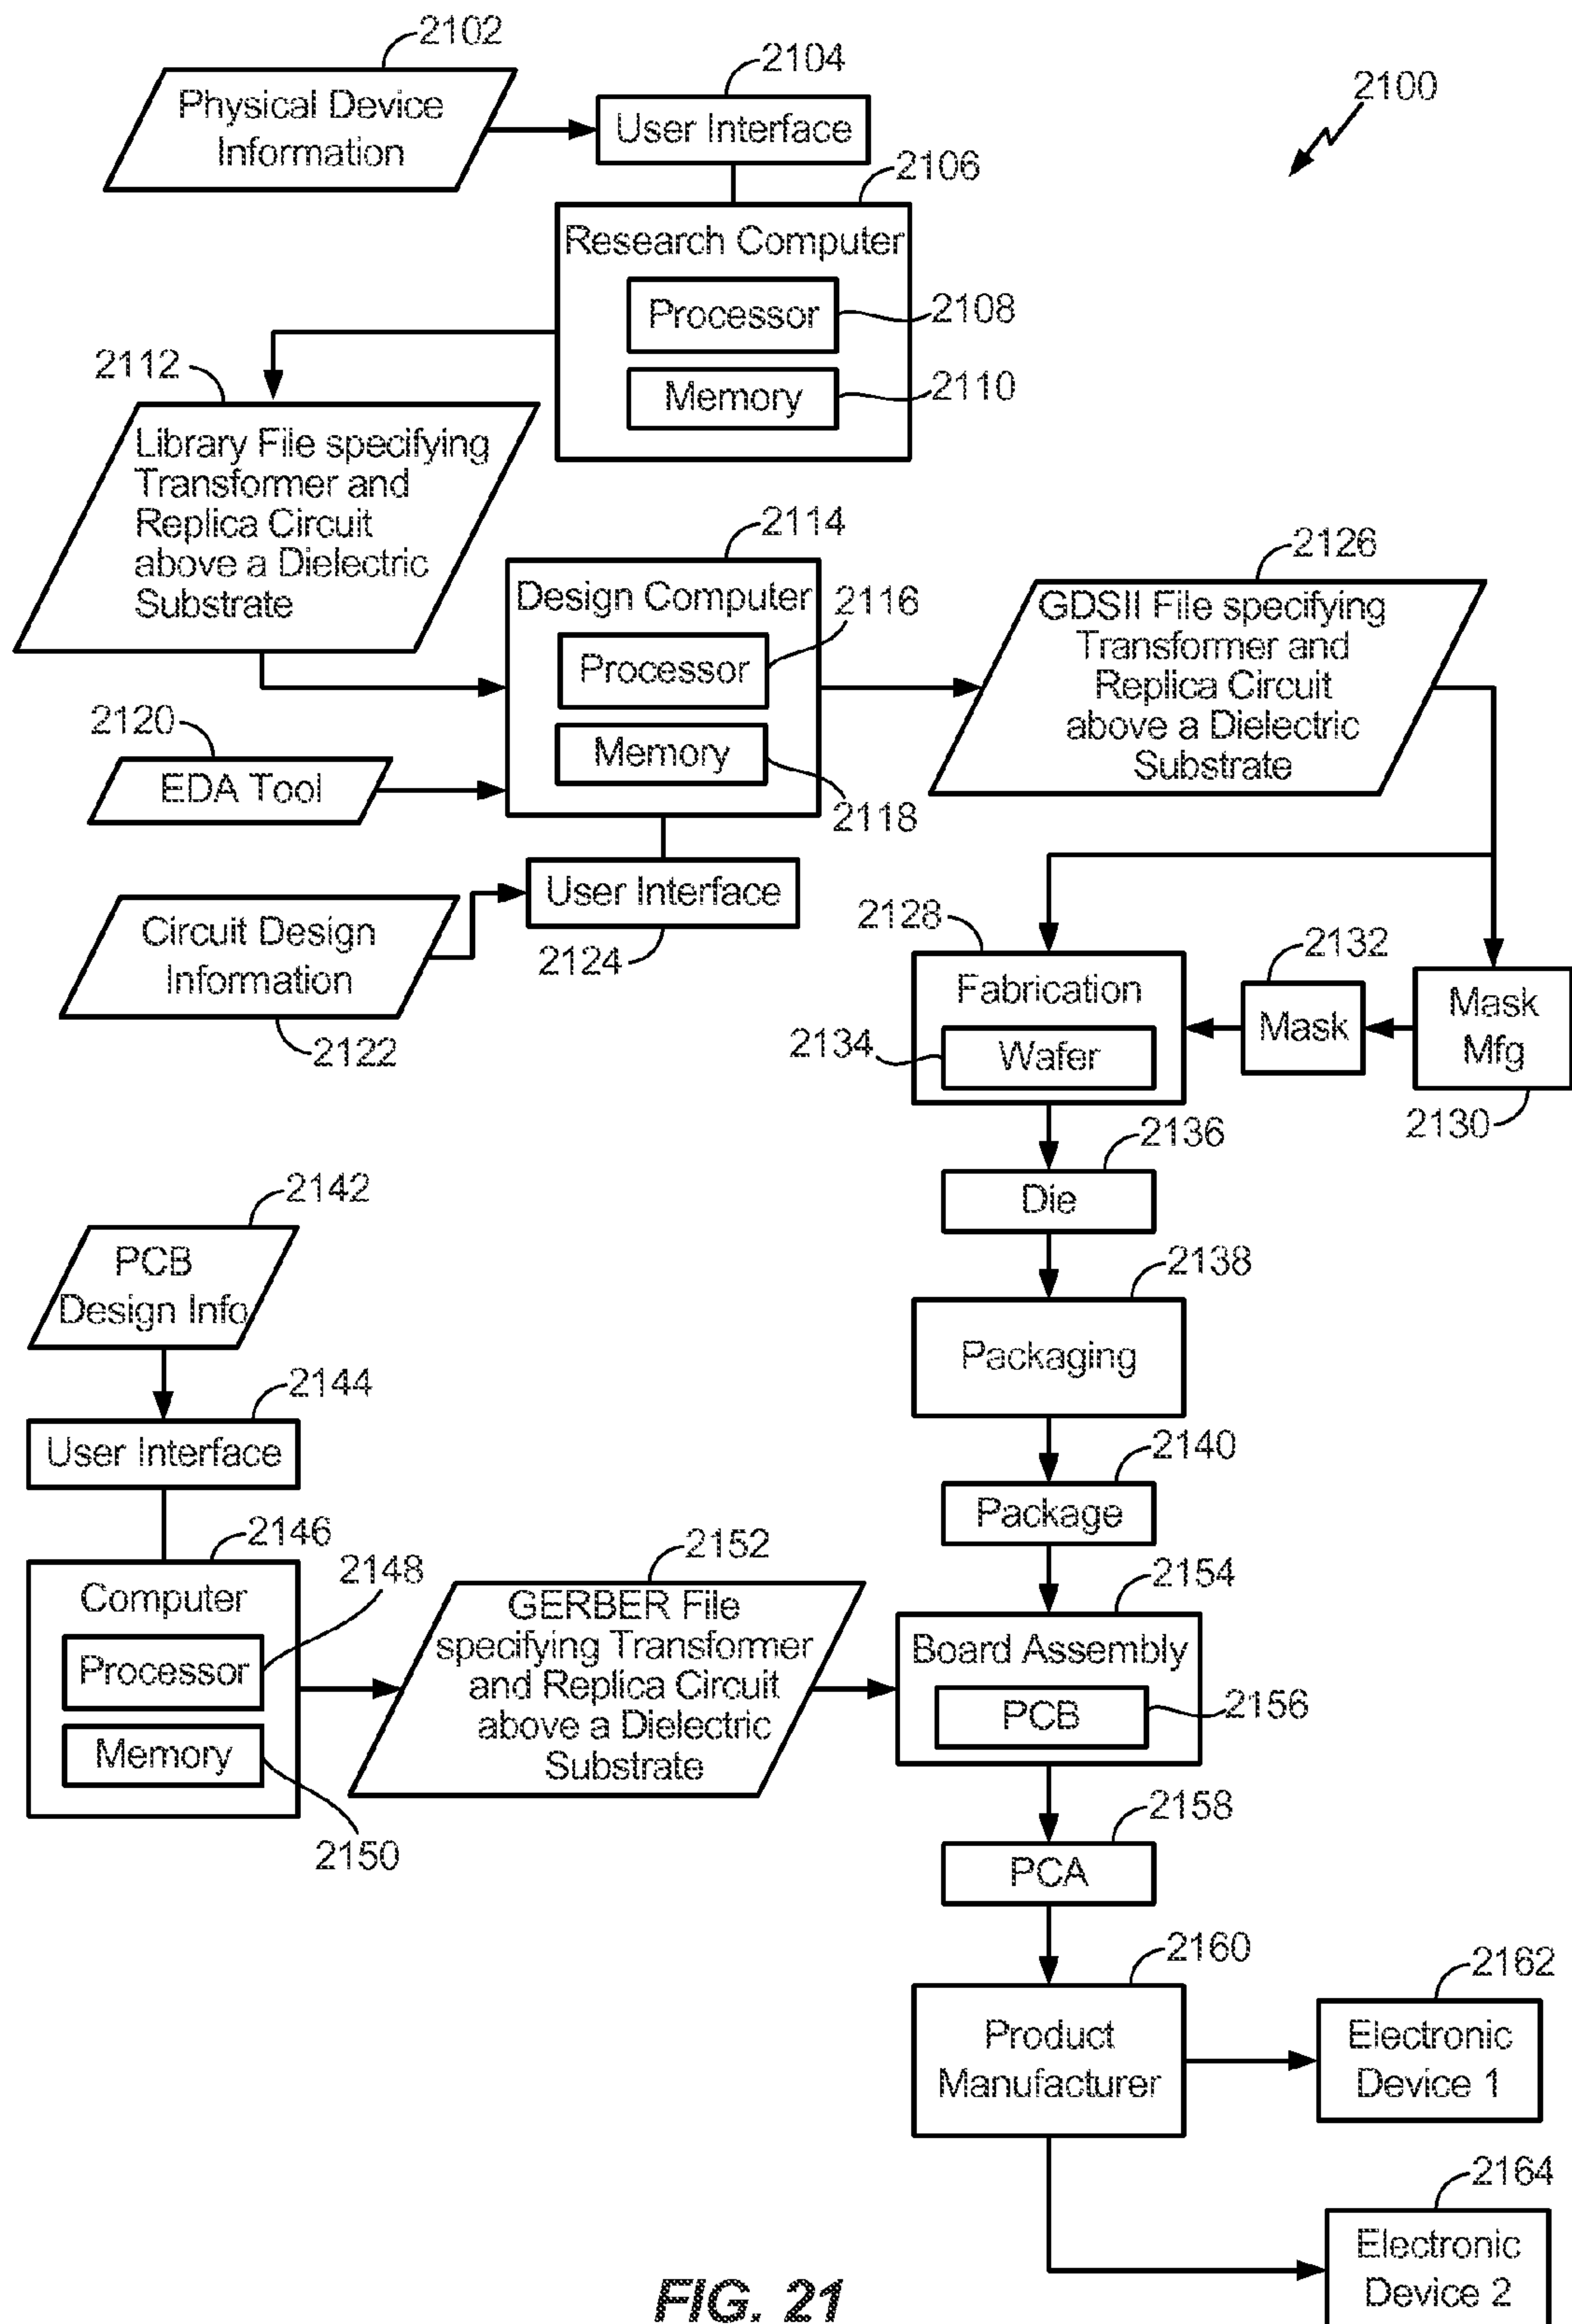 2102
Physical Device
Information
2104
User Interface
2100
2106
Research Computer
Processor
2108
Memory
2110
2112
Library File specifying
Transformer and
Replica Circuit
above a Dielectric
Substrate
2114
Design Computer
2116
Processor
Memory
2118
2120
EDA Tool
2126
GDSII File specifying
Transformer and
Replica Circuit
above a Dielectric
Substrate
User Interface
2124
Circuit Design
Information
2122
2128
Fabrication
2134
Wafer
2132
Mask
Mask
Mfg
2130
2136
Die
2138
Packaging
2140
Package
2142
PCB
Design Info
2144
User Interface
2146
Computer
2148
Processor
Memory
2150
2152
GERBER File
specifying Transformer
and Replica Circuit
above a Dielectric
Substrate
2154
Board Assembly
PCB
2156
2158
PCA
2160
Product
Manufacturer
2162
Electronic
Device 1
2164
Electronic
Device 2
FIG. 21